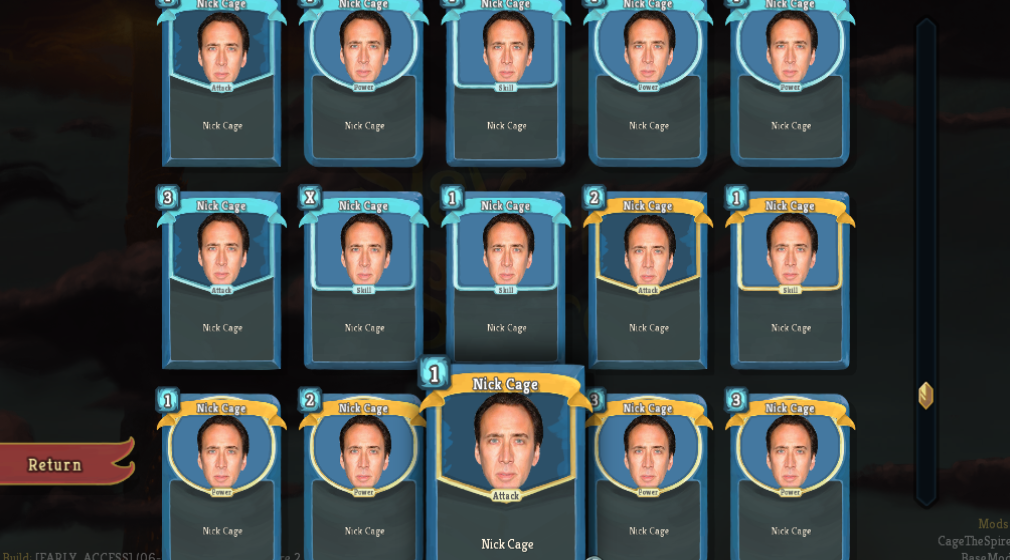 Nick Cage Nick Cage Nick Cage Nick Cage Nick Cage
Attack Power Skill Power Power
Nick Cage Nick Cage Nick Cage Nick Cage Nick Cage
3 X 1 2 1
Nick Cage Nick Cage Nick Cage Nick Cage Nick Cage
Attack Skill Skill Attack Skill
Nick Cage Nick Cage Nick Cage Nick Cage Nick Cage
1 2 1 3 3
Nick Cage Nick Cage Nick Cage Nick Cage Nick Cage
Power Power Attack Power Power
Nick Cage Nick Cage Nick Cage Nick Cage Nick Cage
Return
Mods
CageTheSpire
BaseMod
Build: [EARLY_ACCESS] (06-